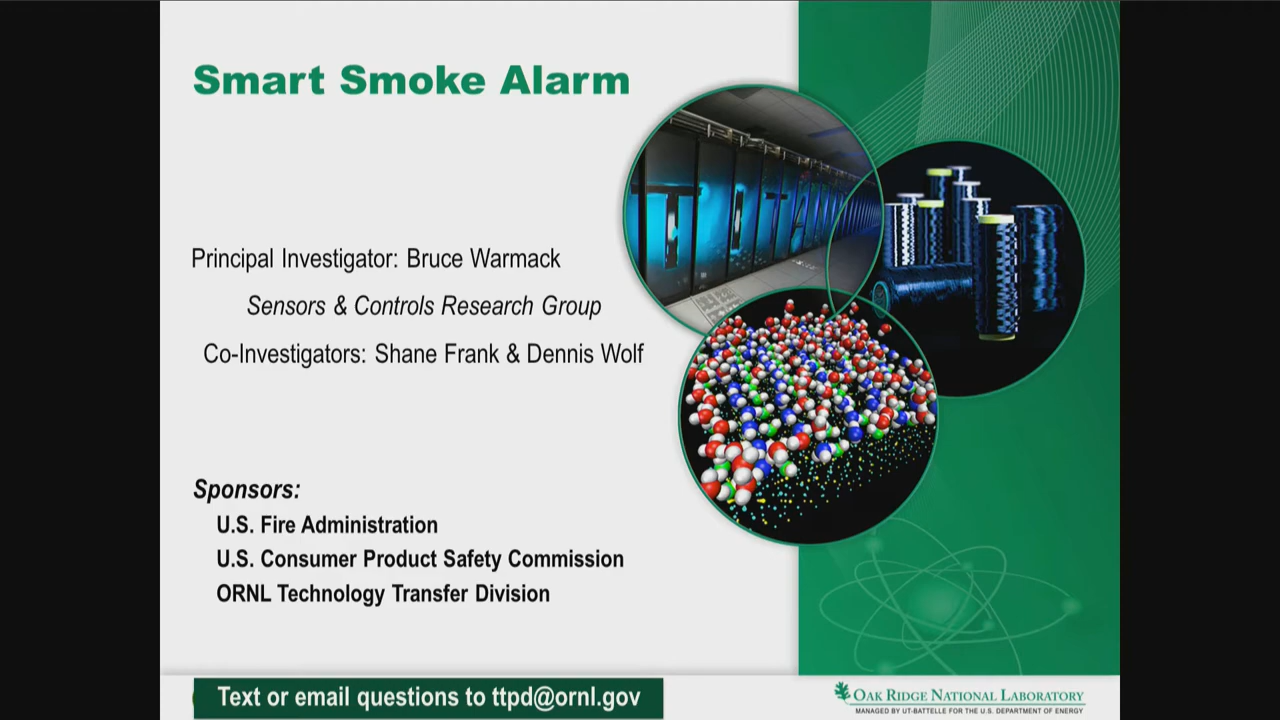 Smart Smoke Alarm
Principal Investigator: Bruce Warmack
Sensors & Controls Research Group
Co-Investigators: Shane Frank & Dennis Wolf
Sponsors:
U.S. Fire Administration
U.S. Consumer Product Safety Commission
ORNL Technology Transfer Division
TITAN
Text or email questions to ttpd@ornl.gov
OAK RIDGE NATIONAL LABORATORY
MANAGED BY UT-BATTELLE FOR THE U.S. DEPARTMENT OF ENERGY